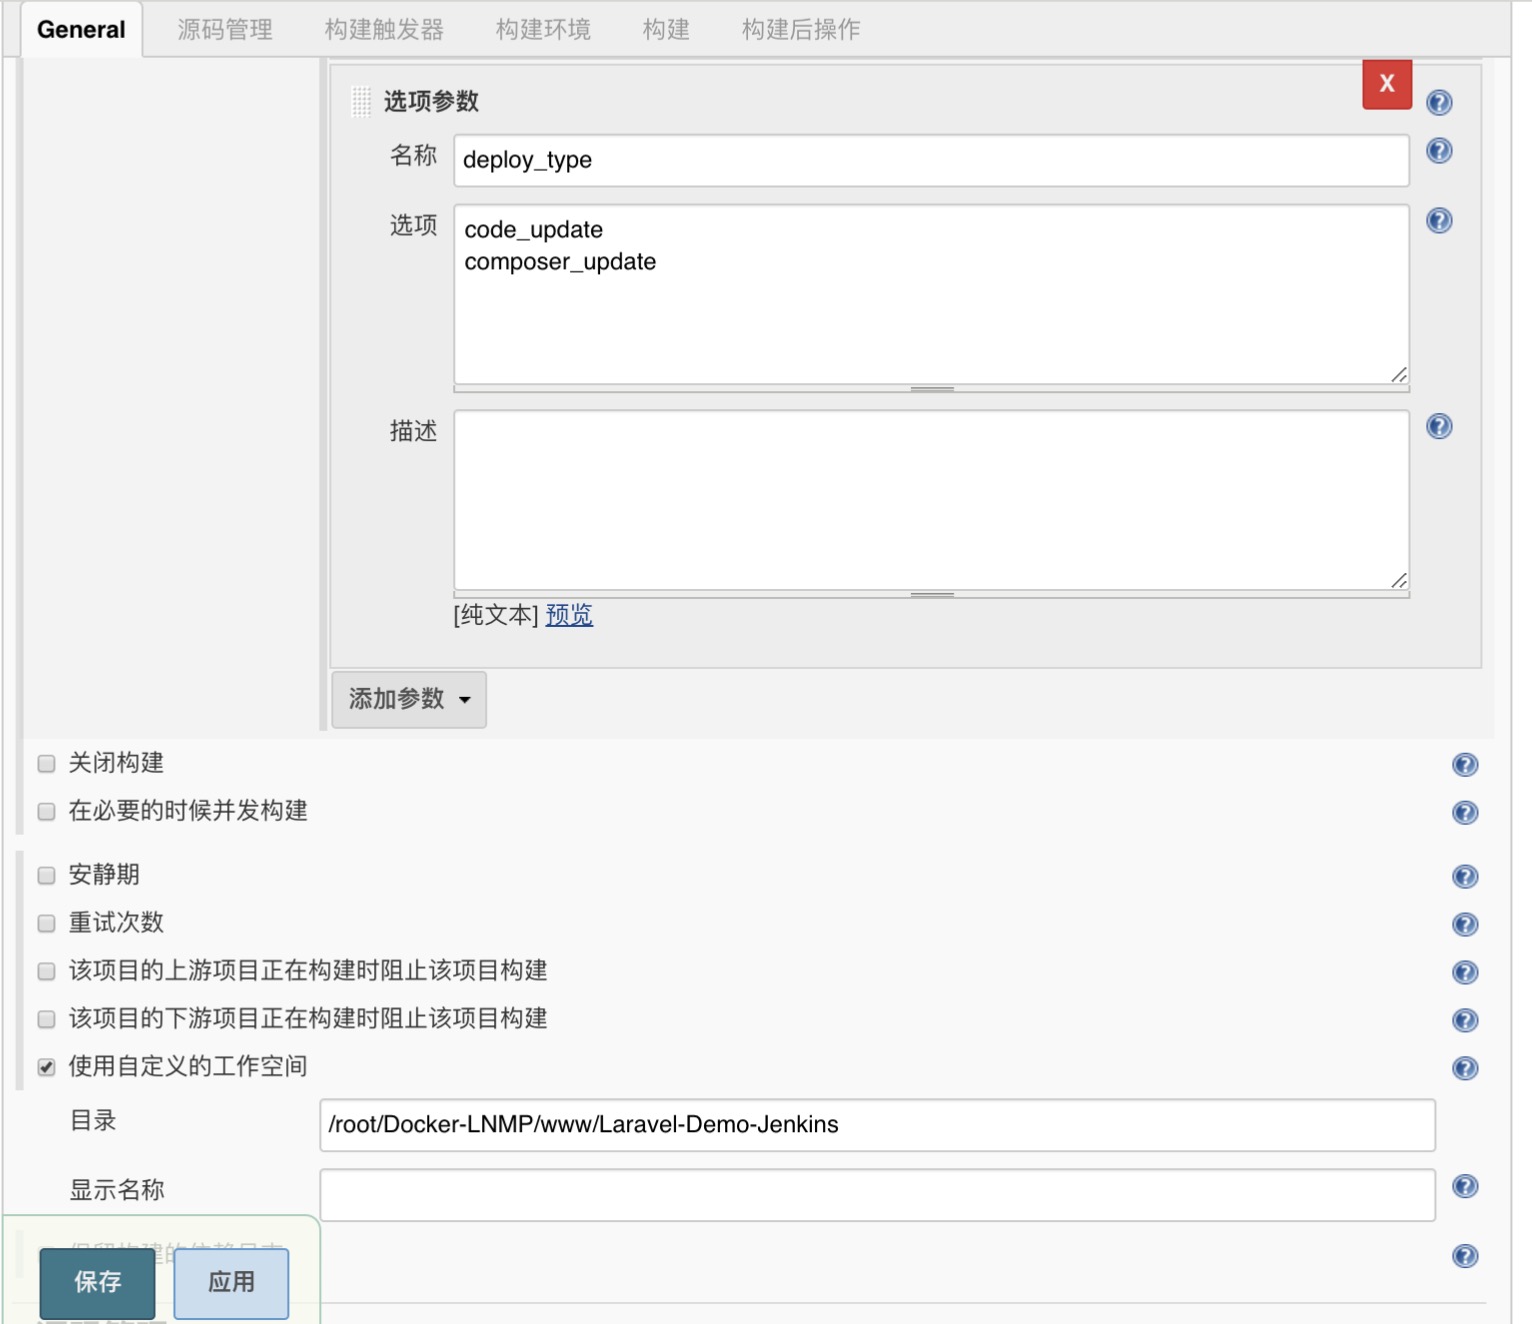 General 源码管理 构建触发器 构建环境 构建 构建后操作
选项参数
X
名称 deploy_type
选项 code_update
composer_update
描述
[纯文本] 预览
添加参数
关闭构建
在必要的时候并发构建
安静期
重试次数
该项目的上游项目正在构建时阻止该项目构建
该项目的下游项目正在构建时阻止该项目构建
使用自定义的工作空间
目录 /root/Docker-LNMP/www/Laravel-Demo-Jenkins
显示名称
保存 应用